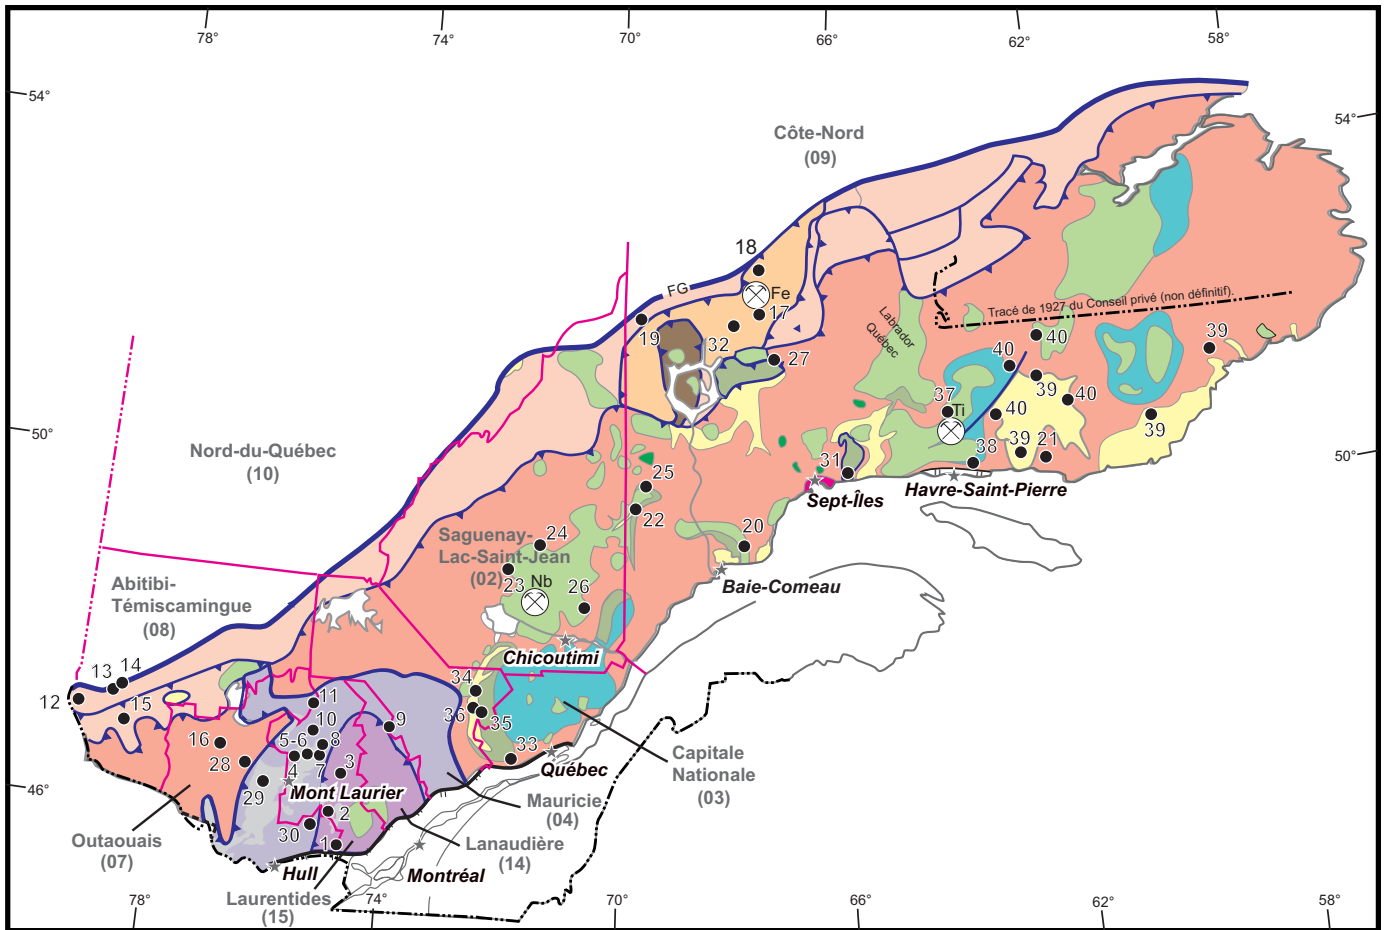 78°
74°
70°
66°
62°
58°
54°
54°
Côte-Nord
(09)
18
FG
Fe
17
Tracé de 1927 du Conseil privé (non définitif).
19
32
27
Labrador
Québec
40
39
40
39
40
37
Ti
40
39
50°
50°
Nord-du-Québec
(10)
39
21
38
31
25
Sept-Îles
Havre-Saint-Pierre
22
20
24
Saguenay-
Lac-Saint-Jean
(02)
23
Nb
26
Baie-Comeau
Abitibi-
Témiscamingue
(08)
Chicoutimi
13
14
12
15
34
11
36
35
10
9
16
5-6
8
28
4
7
3
33
Québec
Capitale
Nationale
(03)
46°
29
Mont Laurier
Mauricie
(04)
2
30
Outaouais
(07)
1
Lanaudière
(14)
Hull
Montréal
Laurentides
(15)
78°
74°
70°
66°
62°
58°